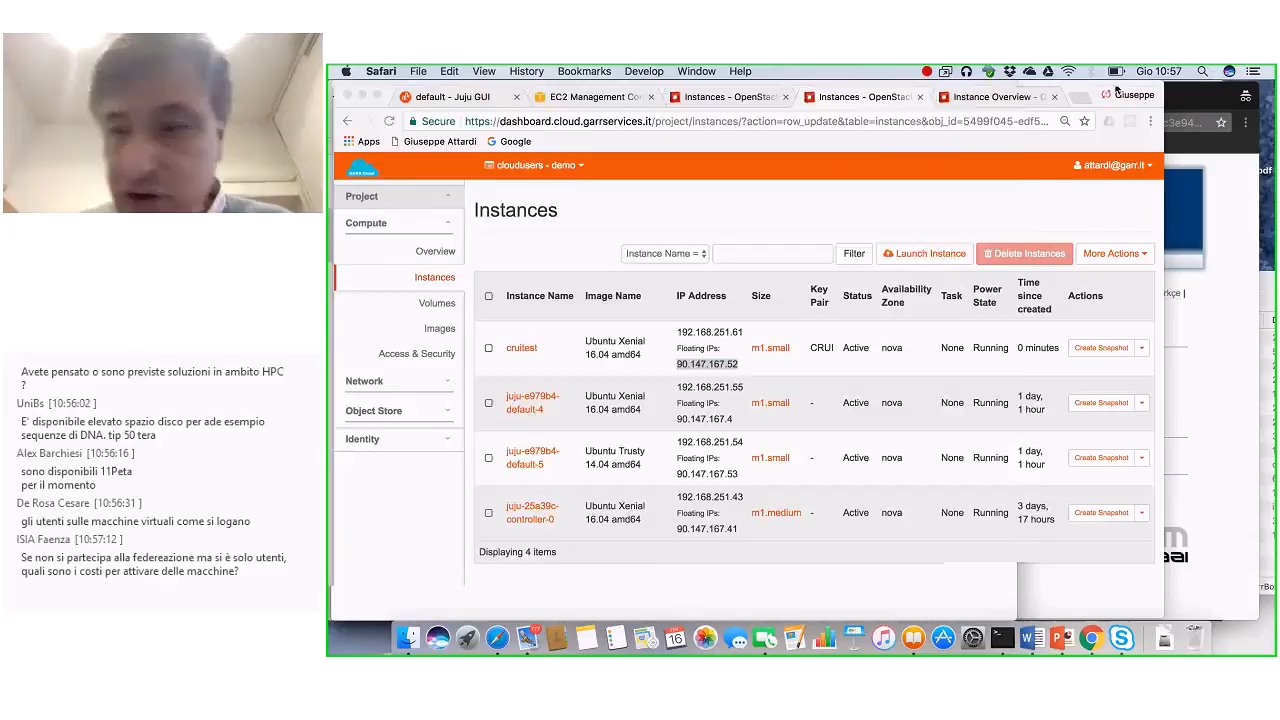 Safari File Edit View History Bookmarks Develop Window Help Gio 10:57
default - Juju GUI
EC2 Management Con
Instances - OpenStack
Instances - OpenStack
Instance Overview - O
Giuseppe
Secure https://dashboard.cloud.garrservices.it/project/instances/?action=row_update&table=instances&obj_id=5499f045-edf5...
c3e94...
Apps Giuseppe Attardi Google
cloudusers - demo
attardi@garr.it
Project
Compute
Overview
Instances
Volumes
Images
Access & Security
Network
Object Store
Identity
Instances
Instance Name = Filter Launch Instance Delete Instances More Actions
Instance Name Image Name IP Address Size Key Pair Status Availability Zone Task Power State Time since created Actions
cruitest Ubuntu Xenial 16.04 amd64 192.168.251.61 Floating IPs: 90.147.167.52 m1.small CRUI Active nova None Running 0 minutes Create Snapshot
juju-e979b4-default-4 Ubuntu Xenial 16.04 amd64 192.168.251.55 Floating IPs: 90.147.167.4 m1.small - Active nova None Running 1 day, 1 hour Create Snapshot
juju-e979b4-default-5 Ubuntu Trusty 14.04 amd64 192.168.251.54 Floating IPs: 90.147.167.53 m1.small - Active nova None Running 1 day, 1 hour Create Snapshot
juju-25a39c-controller-0 Ubuntu Xenial 16.04 amd64 192.168.251.43 Floating IPs: 90.147.167.41 m1.medium - Active nova None Running 3 days, 17 hours Create Snapshot
Displaying 4 items
Avete pensato o sono previste soluzioni in ambito HPC
?
UniBs [10:56:02 ]
E' disponibile elevato spazio disco per ade esempio
sequenze di DNA. tip 50 tera
Alex Barchiesi [10:56:16 ]
sono disponibili 11Peta
per il momento
De Rosa Cesare [10:56:31 ]
gli utenti sulle macchine virtuali come si logano
ISIA Faenza [10:57:12 ]
Se non si partecipa alla federeazione ma si è solo utenti,
quali sono i costi per attivare delle macchine?